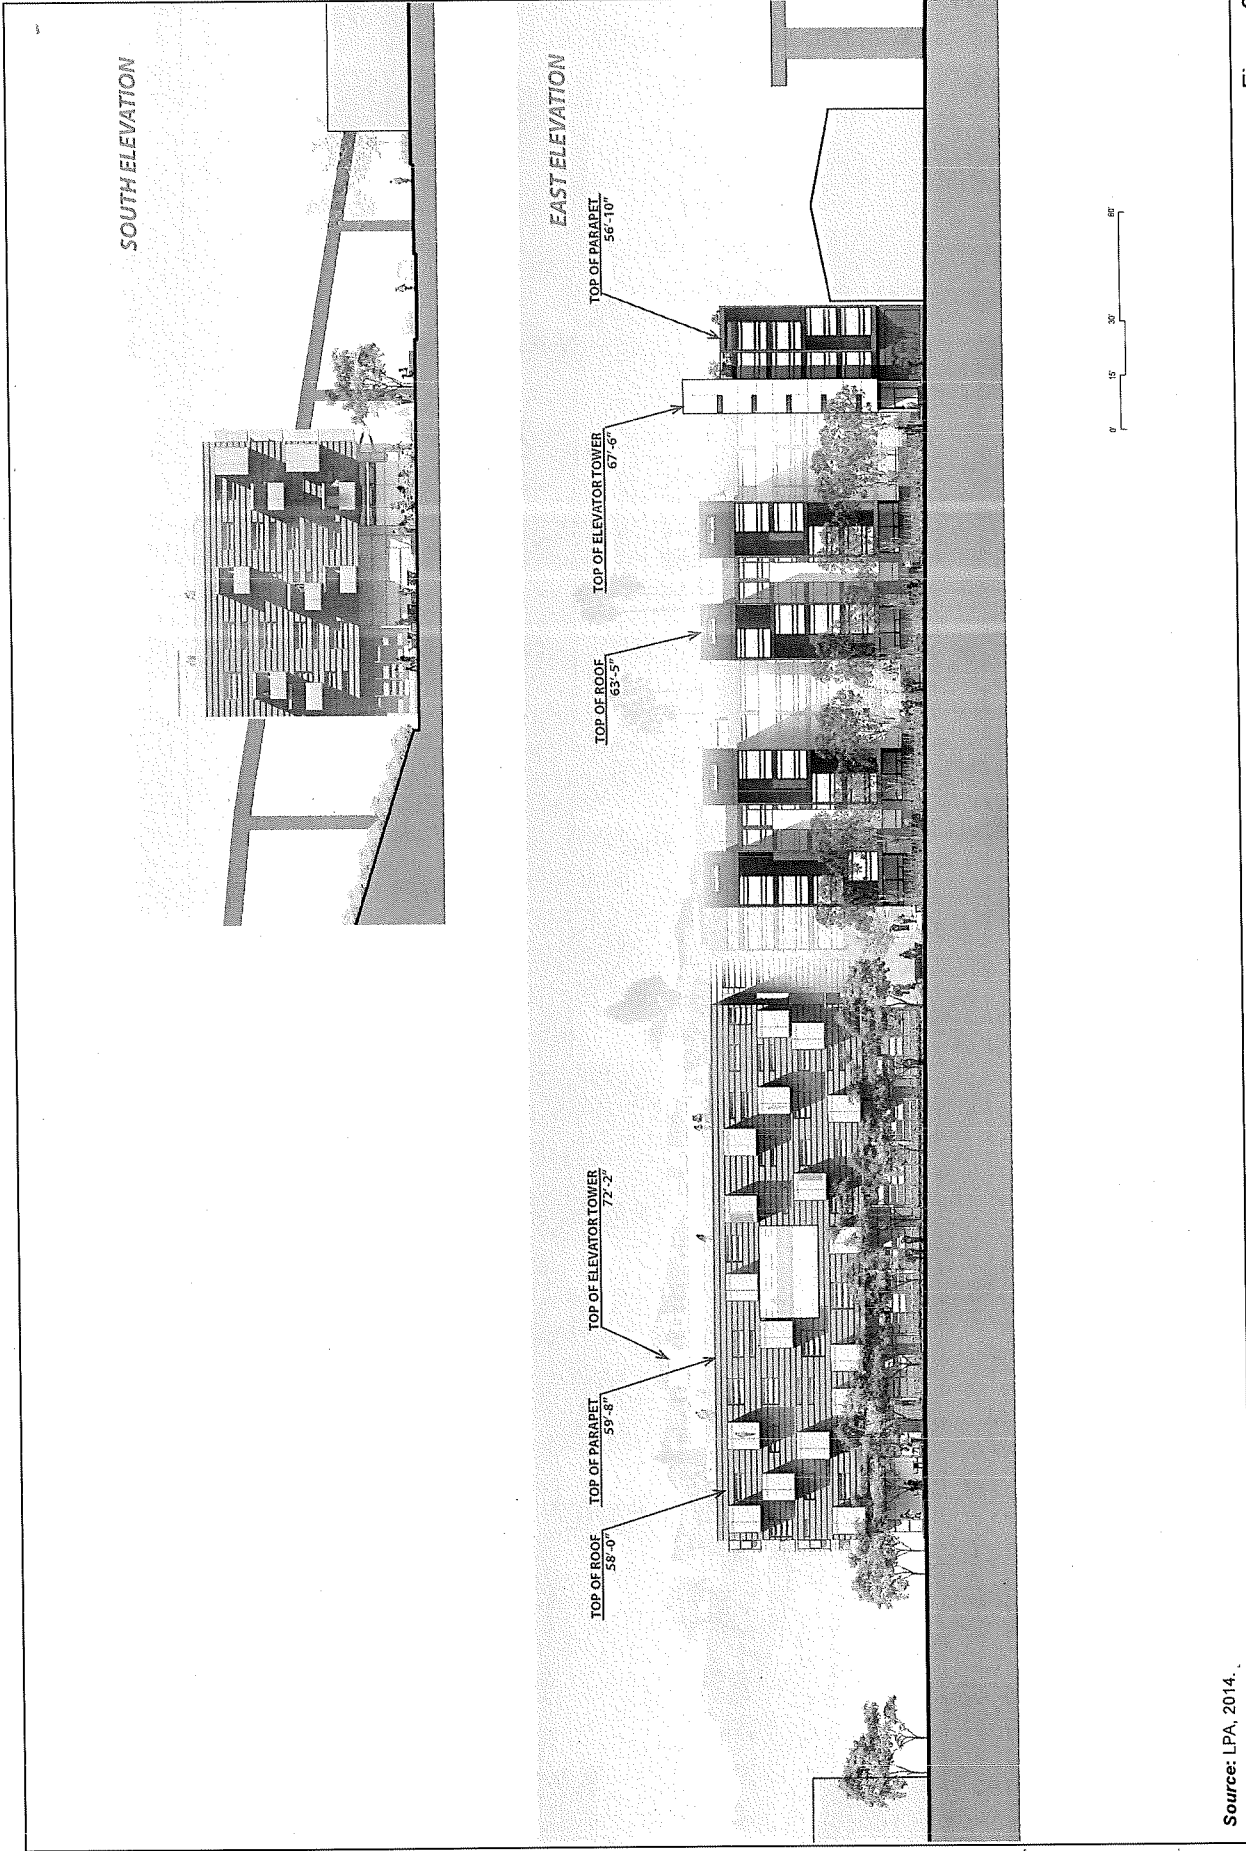 SOUTH ELEVATION
EAST ELEVATION
TOP OF ROOF
58'-0"
TOP OF PARAPET
59'-8"
TOP OF ELEVATOR TOWER
72'-2"
TOP OF ROOF
63'-5"
TOP OF ELEVATOR TOWER
67'-6"
TOP OF PARAPET
56'-10"
0' 15' 30' 60'
Source: LPA, 2014.